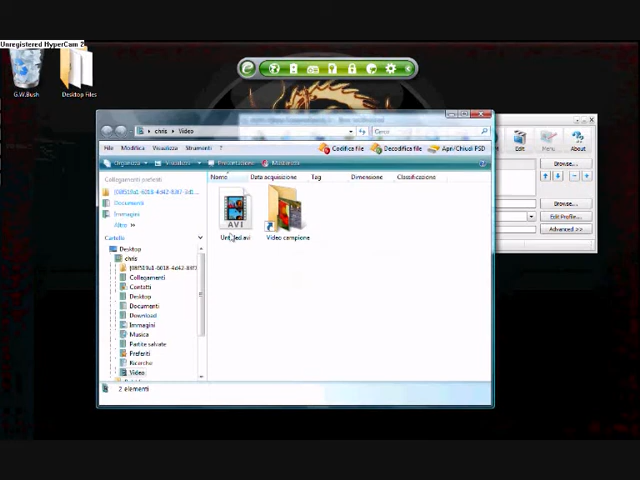 Unregistered HyperCam 2
G.W.Bush
Desktop Files
chris
Video
Cerca
File
Modifica
Visualizza
Strumenti
?
Codifica file
Decodifica file
Apri/Chiudi PSD
Organizza
Visualizza
Presentazione
Masterizza
Collegamenti preferiti
Documenti
Immagini
Altro »
Cartelle
Nome
Data acquisizione
Tag
Dimensione
Classificazione
AVI
Untitled.avi
Video campione
Desktop
chris
Collegamenti
Contatti
Desktop
Documenti
Download
Immagini
Musica
Partite salvate
Preferiti
Ricerche
Video
2 elementi
Edit
Menu
About
Browse...
Browse...
Edit Profile...
Advanced >>